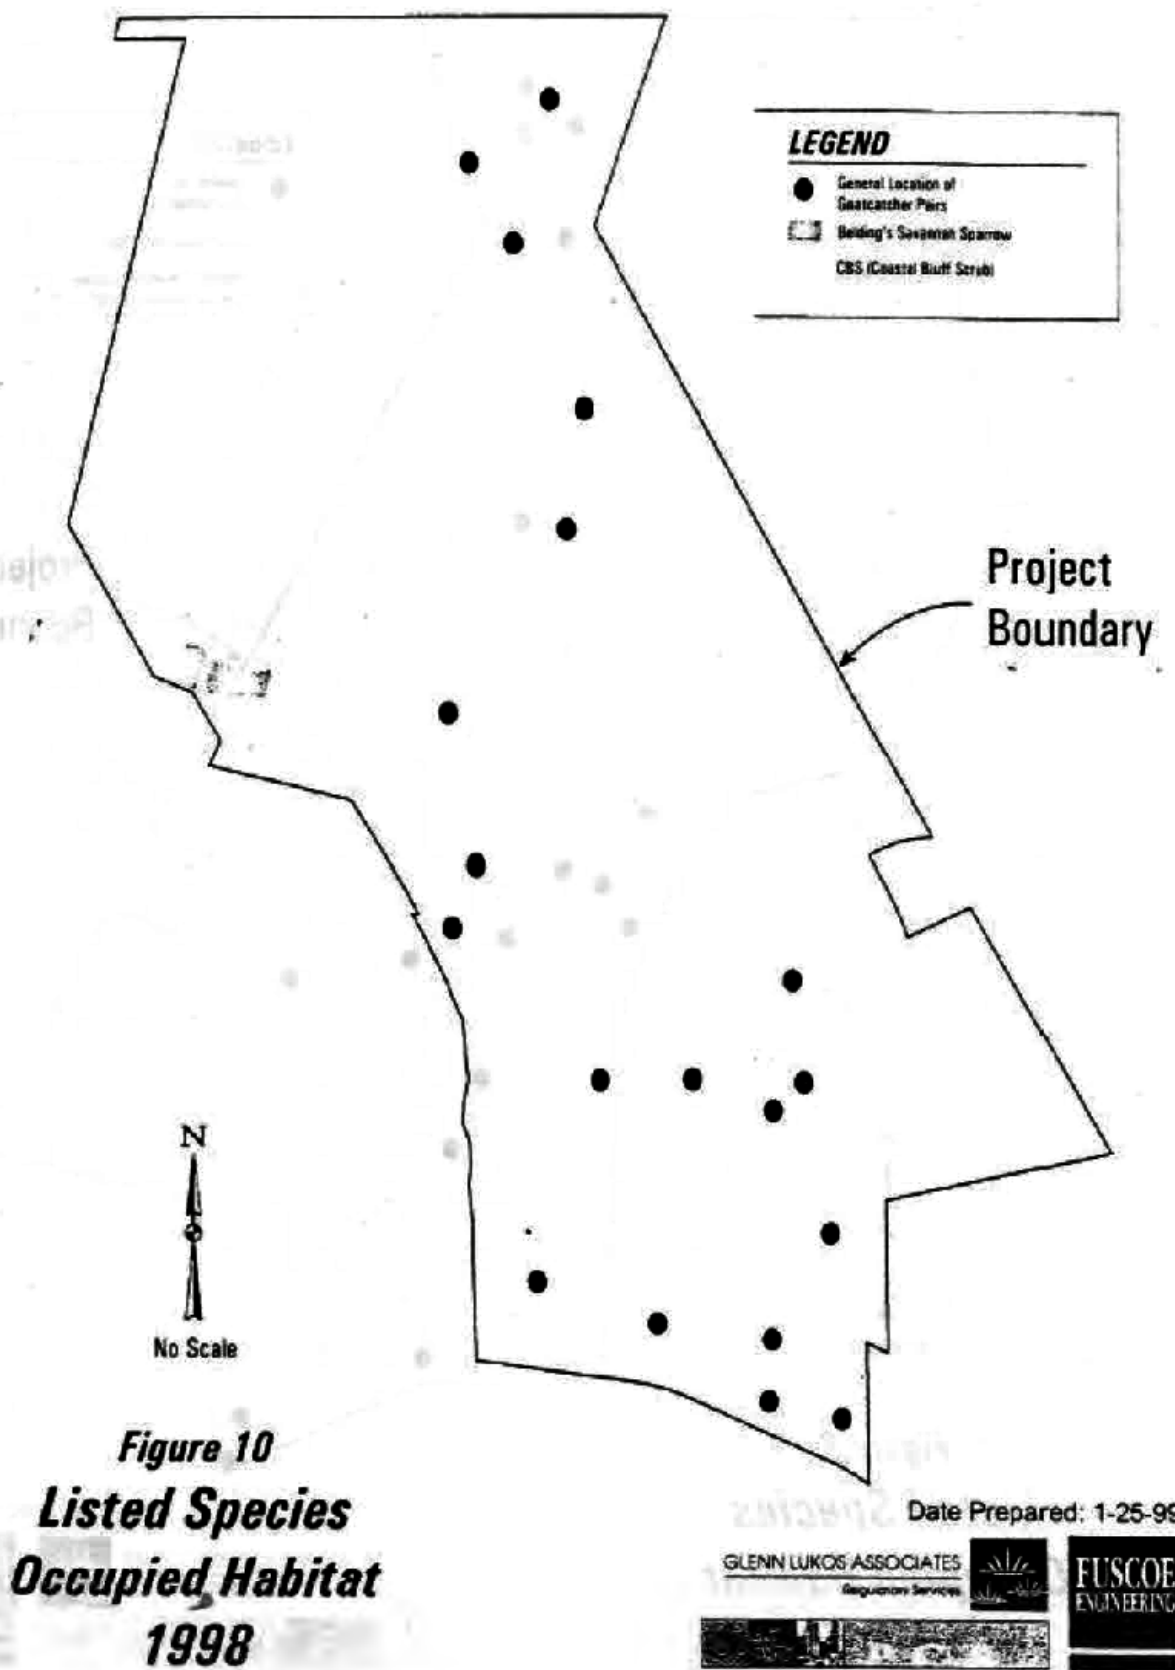 LEGEND
General Location of
Gnatcatcher Pairs
Belding's Savannah Sparrow
CBS (Coastal Bluff Scrub)
Project
Boundary
N
No Scale
Figure 10
Listed Species
Occupied Habitat
1998
Date Prepared: 1-25-99
GLENN LUKOS ASSOCIATES
Regulatory Services
FUSCOE
ENGINEERING